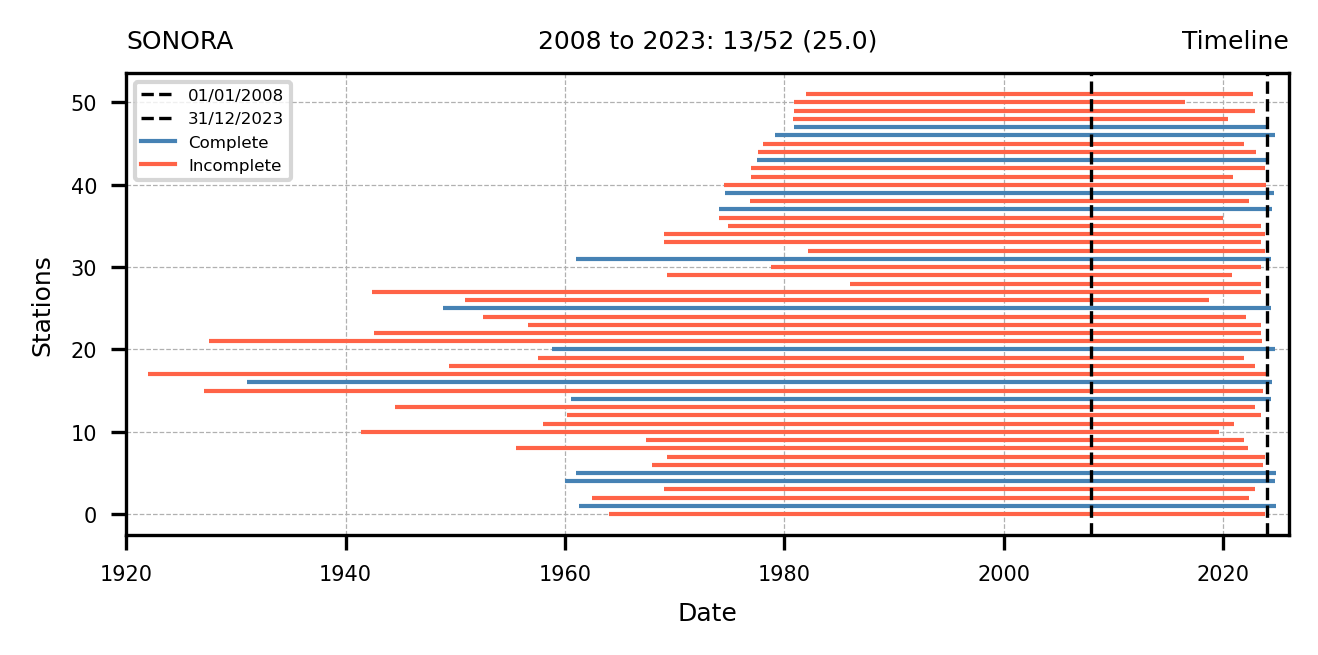 SONORA
2008 to 2023: 13/52 (25.0)
Timeline
01/01/2008
31/12/2023
Complete
Incomplete
Stations
50
40
30
20
10
0
1920
1940
1960
1980
2000
2020
Date